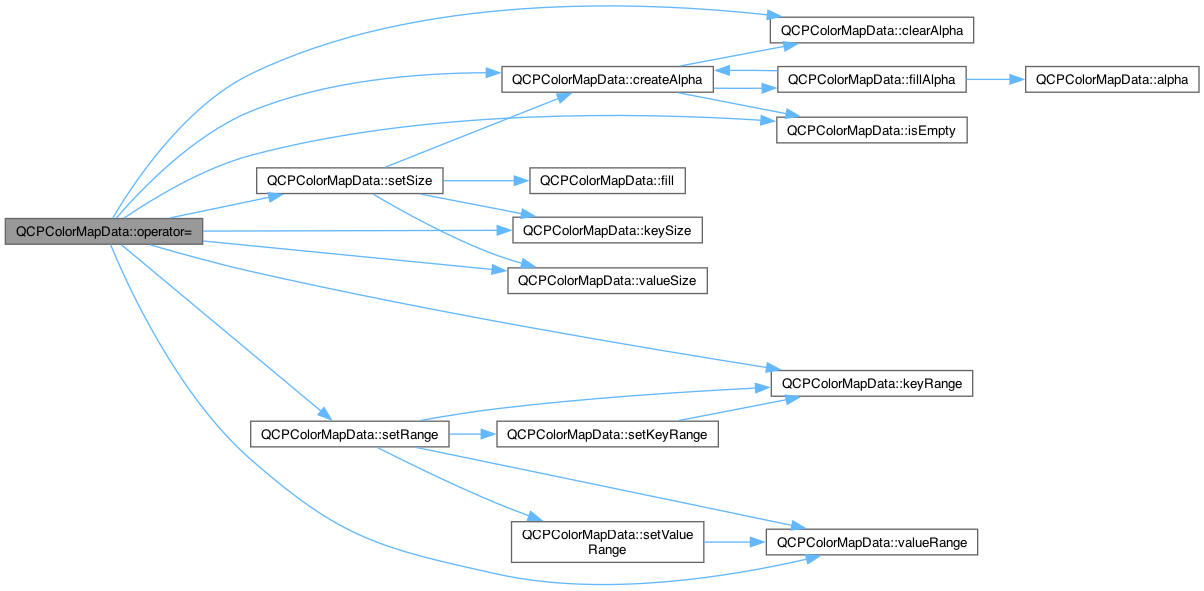 QCPColorMapData::clearAlpha
QCPColorMapData::createAlpha
QCPColorMapData::fillAlpha
QCPColorMapData::alpha
QCPColorMapData::isEmpty
QCPColorMapData::setSize
QCPColorMapData::fill
QCPColorMapData::operator=
QCPColorMapData::keySize
QCPColorMapData::valueSize
QCPColorMapData::keyRange
QCPColorMapData::setRange
QCPColorMapData::setKeyRange
QCPColorMapData::setValue
Range
QCPColorMapData::valueRange